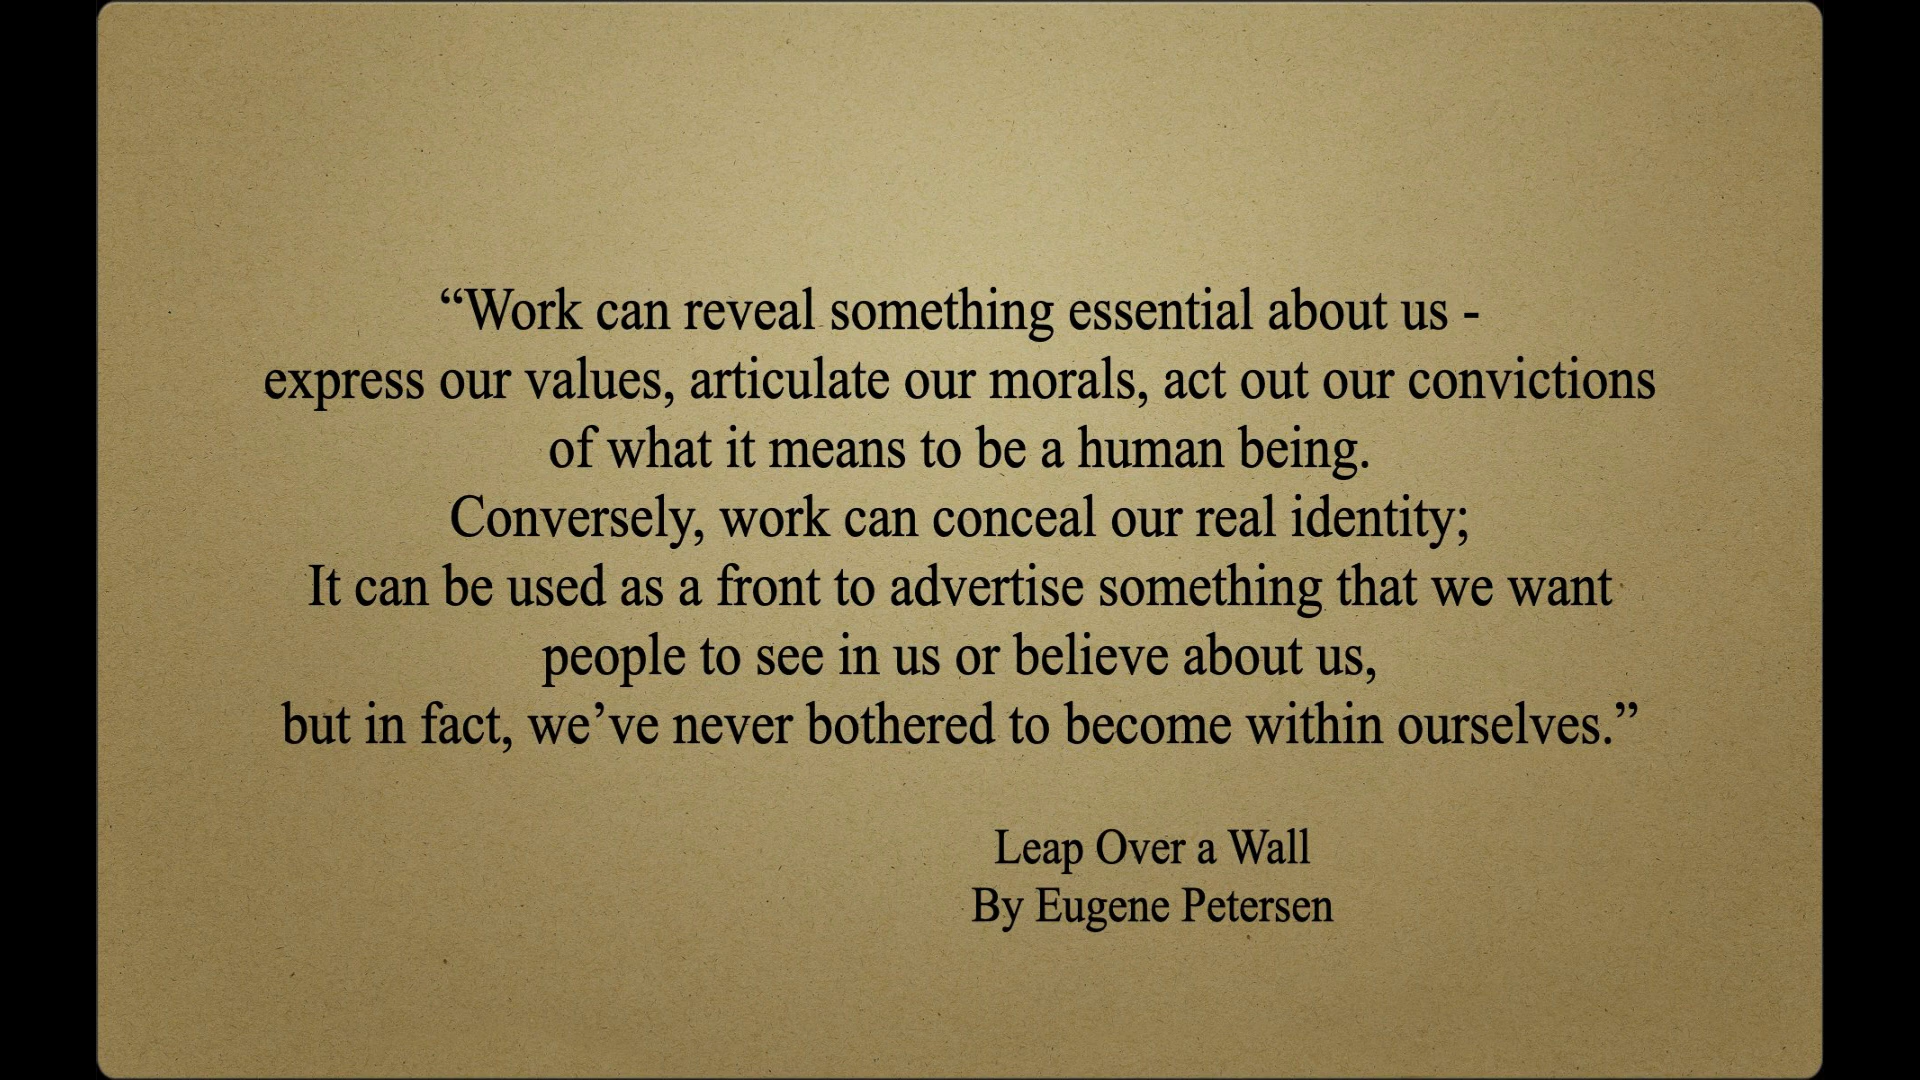 “Work can reveal something essential about us -
express our values, articulate our morals, act out our convictions
of what it means to be a human being.
Conversely, work can conceal our real identity;
It can be used as a front to advertise something that we want
people to see in us or believe about us,
but in fact, we’ve never bothered to become within ourselves.”
Leap Over a Wall
By Eugene Petersen